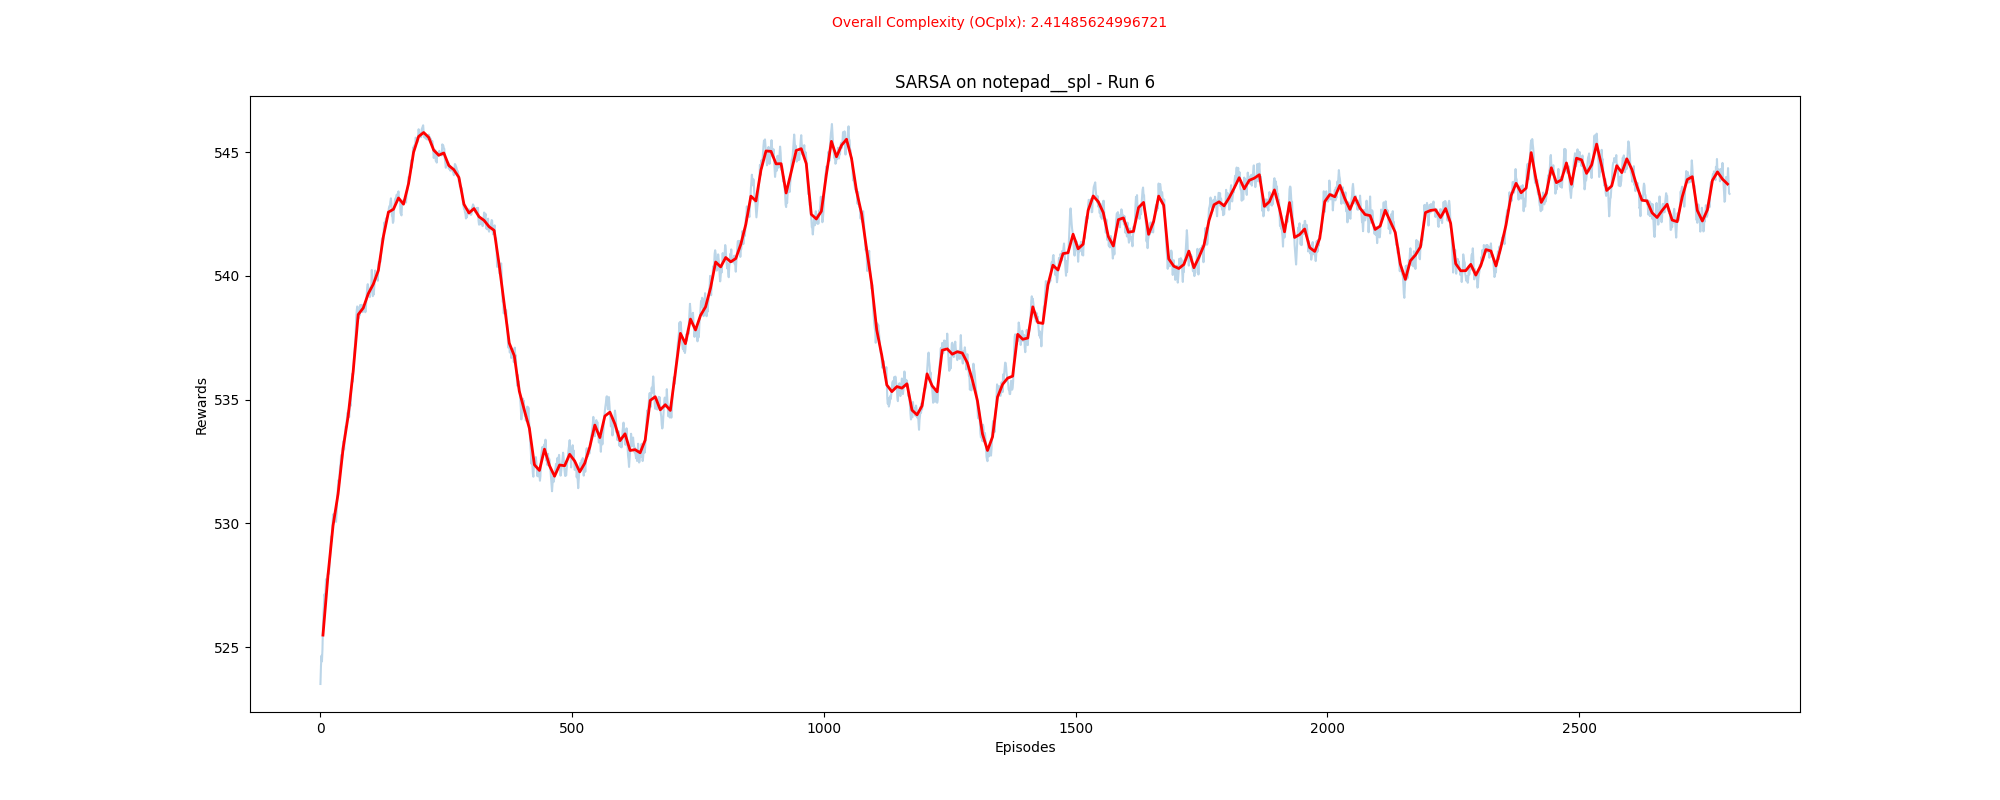 Overall Complexity (OCplx): 2.41485624996721
SARSA on notepad__spl - Run 6
545
540
535
530
525
Rewards
0 500 1000 1500 2000 2500
Episodes